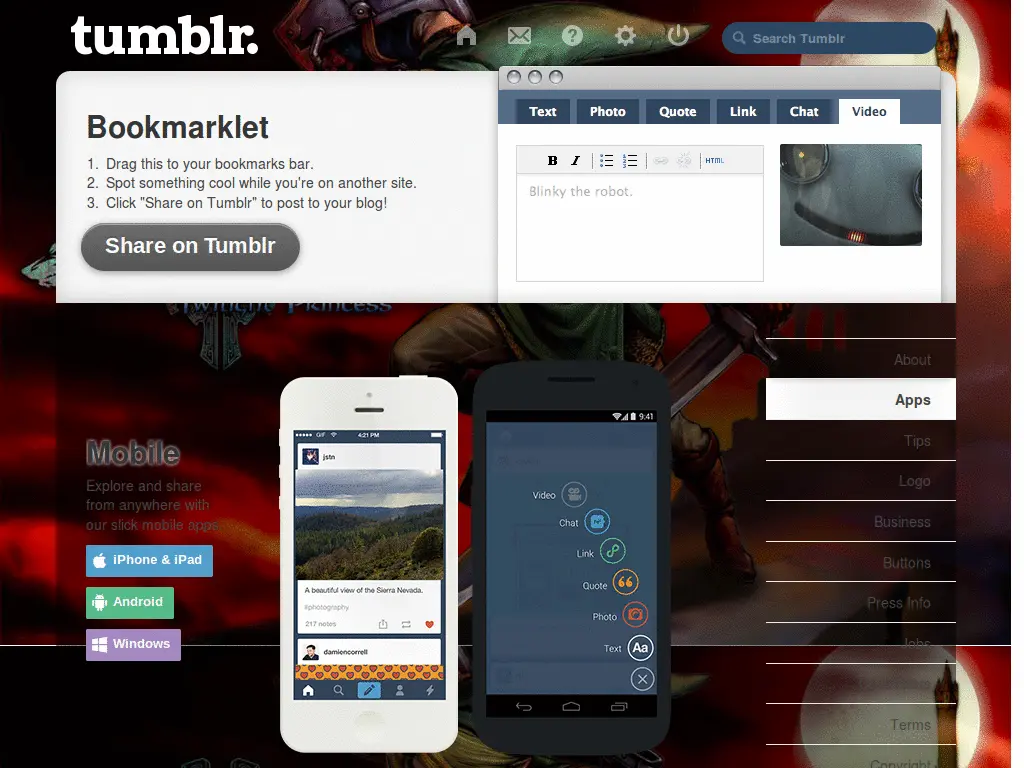 tumblr.
Search Tumblr
Bookmarklet
1. Drag this to your bookmarks bar.
2. Spot something cool while you're on another site.
3. Click "Share on Tumblr" to post to your blog!
Share on Tumblr
Text Photo Quote Link Chat Video
B I HTML
Blinky the robot.
Twilight Princess
Mobile
Explore and share
from anywhere with
our slick mobile apps.
iPhone & iPad
Android
Windows
GIF 4:21 PM
jstn
A beautiful view of the Sierra Nevada.
#photography
217 notes
damiencorrell
9:41
Video
Chat
Link
Quote
Photo
Text Aa
About
Apps
Tips
Logo
Business
Buttons
Press Info
Jobs
Terms
Copyright